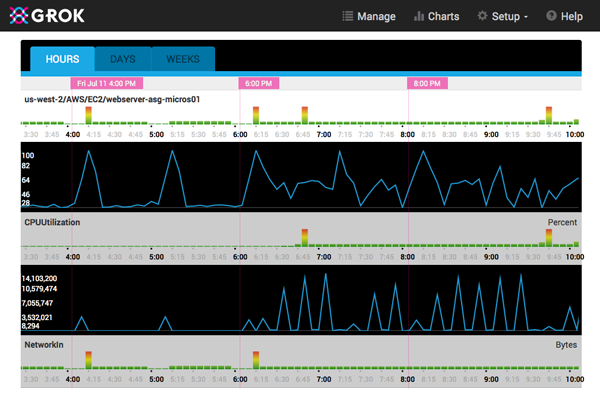 GROK Manage Charts Setup Help
HOURS DAYS WEEKS
Fri Jul 11 4:00 PM 6:00 PM 8:00 PM
us-west-2/AWS/EC2/webserver-asg-micros01
3:30 3:45 4:00 4:15 4:30 4:45 5:00 5:15 5:30 5:45 6:00 6:15 6:30 6:45 7:00 7:15 7:30 7:45 8:00 8:15 8:30 8:45 9:00 9:15 9:30 9:45 10:00
100
82
64
46
28
CPUUtilization Percent
3:30 3:45 4:00 4:15 4:30 4:45 5:00 5:15 5:30 5:45 6:00 6:15 6:30 6:45 7:00 7:15 7:30 7:45 8:00 8:15 8:30 8:45 9:00 9:15 9:30 9:45 10:00
14,103,200
10,579,474
7,055,747
3,532,021
8,294
NetworkIn Bytes
3:30 3:45 4:00 4:15 4:30 4:45 5:00 5:15 5:30 5:45 6:00 6:15 6:30 6:45 7:00 7:15 7:30 7:45 8:00 8:15 8:30 8:45 9:00 9:15 9:30 9:45 10:00